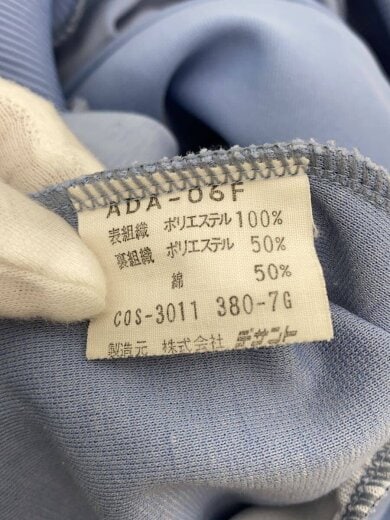 ADA-06F
表組織 ポリエステル100%
裏組織 ポリエステル 50%
綿 50%
COS-3011 380-7G
製造元 株式会社 デサント